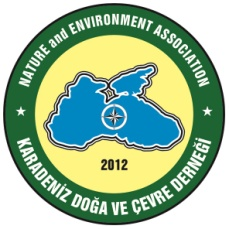 NATURE and ENVIRONMENT ASSOCIATION
2012
KARADENİZ DOĞA VE ÇEVRE DERNEĞİ